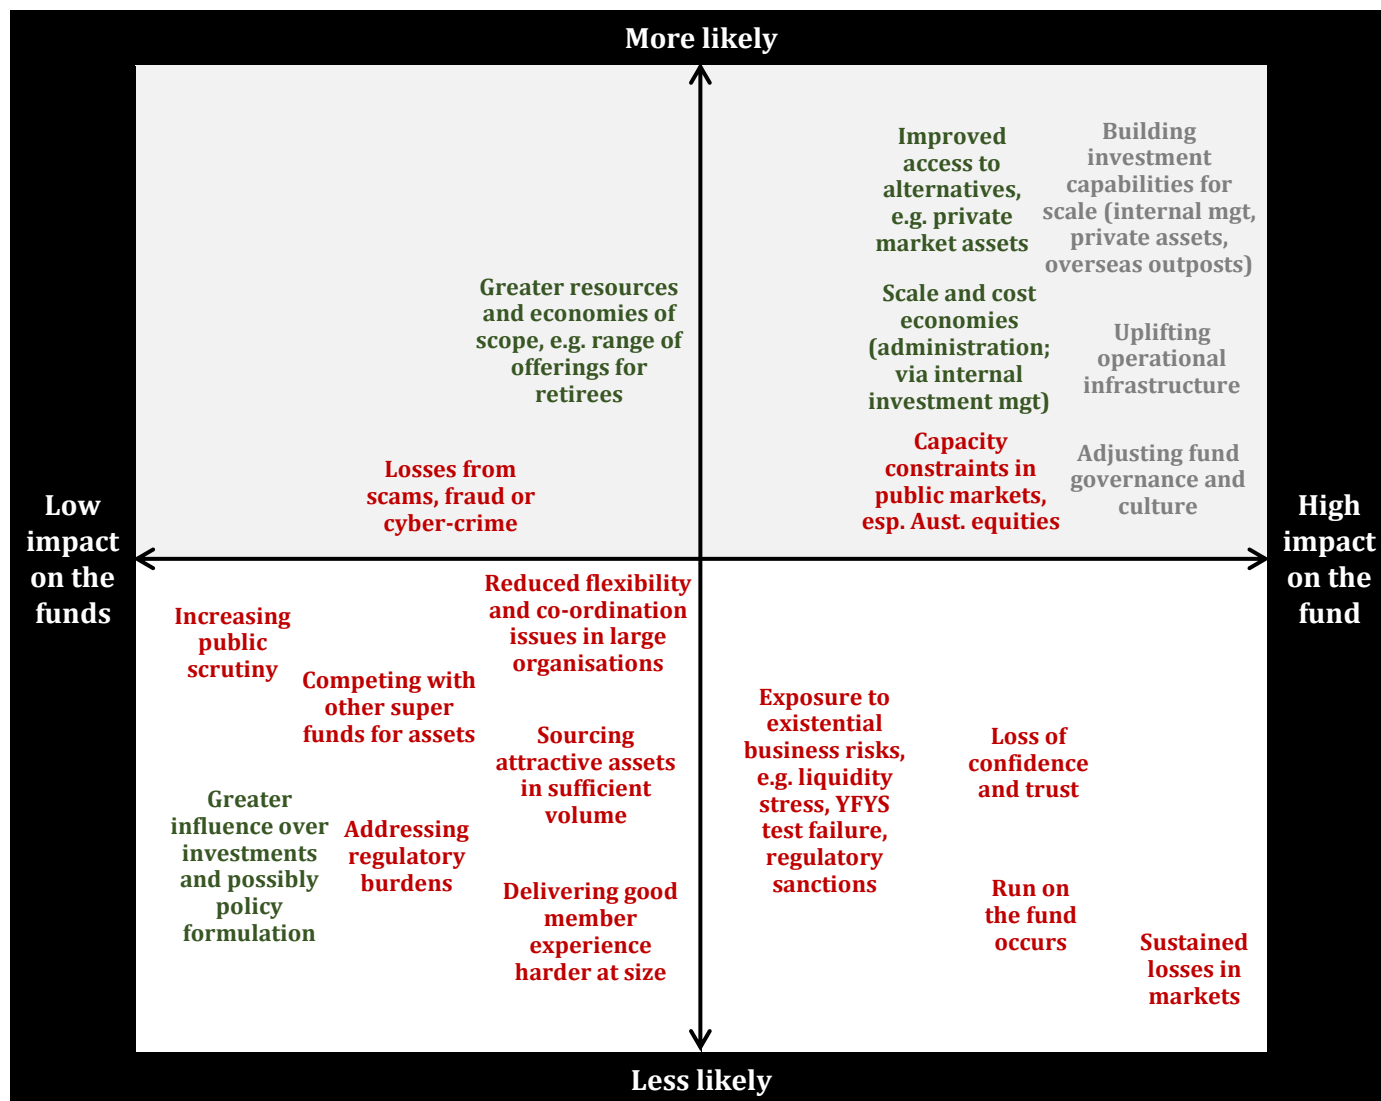 More likely
Improved
access to
alternatives,
e.g. private
market assets
Building
investment
capabilities for
scale (internal mgt,
private assets,
overseas outposts)
Greater resources
and economies of
scope, e.g. range of
offerings for
retirees
Scale and cost
economies
(administration;
via internal
investment mgt)
Uplifting
operational
infrastructure
Losses from
scams, fraud or
cyber-crime
Capacity
constraints in
public markets,
esp. Aust. equities
Adjusting fund
governance and
culture
Low
impact
on the
funds
High
impact
on the
fund
Increasing
public
scrutiny
Competing with
other super
funds for assets
Reduced flexibility
and co-ordination
issues in large
organisations
Sourcing
attractive assets
in sufficient
volume
Greater
influence over
investments
and possibly
policy
formulation
Addressing
regulatory
burdens
Delivering good
member
experience
harder at size
Exposure to
existential
business risks,
e.g. liquidity
stress, YFYS
test failure,
regulatory
sanctions
Loss of
confidence
and trust
Run on
the fund
occurs
Sustained
losses in
markets
Less likely